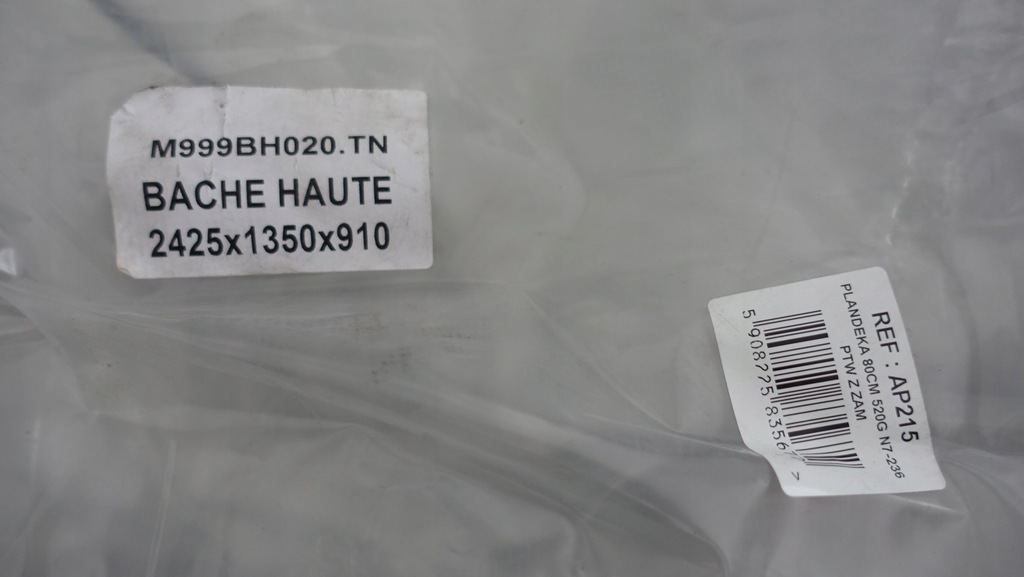 M999BH020.TN
BACHE HAUTE
2425x1350x910
REF : AP215
PLANDEKA 80CM 520G N7-236
PTW Z ZAM